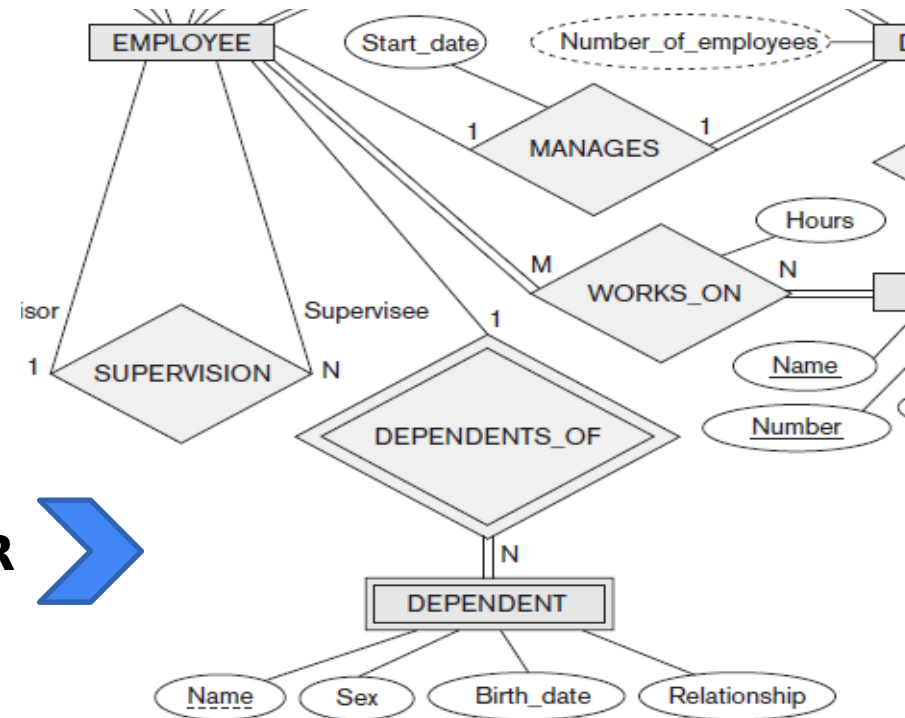 EMPLOYEE
Start_date
Number_of_employees
D
1
1
MANAGES
Hours
M
N
WORKS_ON
isor
Supervisee
1
1
SUPERVISION
N
Name
DEPENDENTS_OF
Number
R
N
DEPENDENT
Name
Sex
Birth_date
Relationship